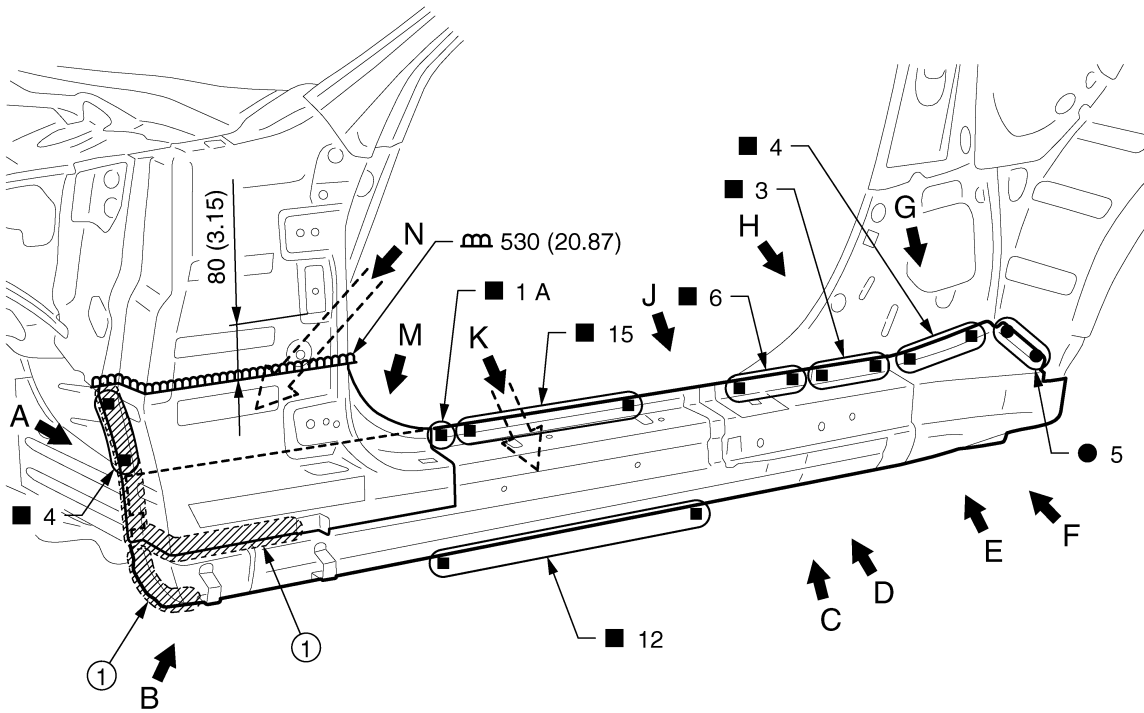 ■ 4
■ 3
G
H
80 (3.15)
N
530 (20.87)
■ 1 A
J
■ 6
M
K
■ 15
A
● 5
■ 4
F
E
D
C
■ 12
1
1
B